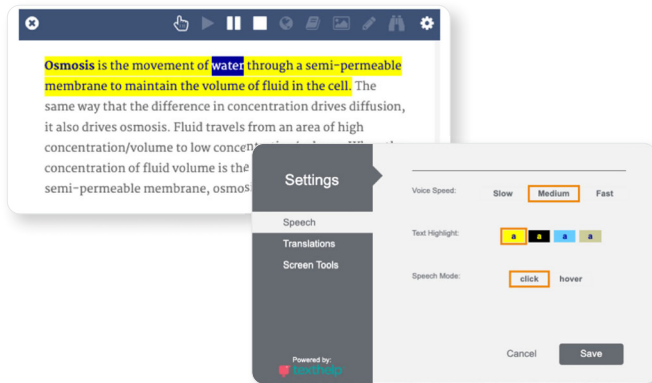 Osmosis is the movement of water through a semi-permeable
membrane to maintain the volume of fluid in the cell. The
same way that the difference in concentration drives diffusion,
it also drives osmosis. Fluid travels from an area of high
concentration/volume to low
concentration of fluid volume is the
semi-permeable membrane,
Settings
Speech
Translations
Screen Tools
Powered by:
texthelp
Voice Speed:
Slow Medium Fast
Text Highlight:
a a a a
Speech Mode:
click hover
Cancel Save